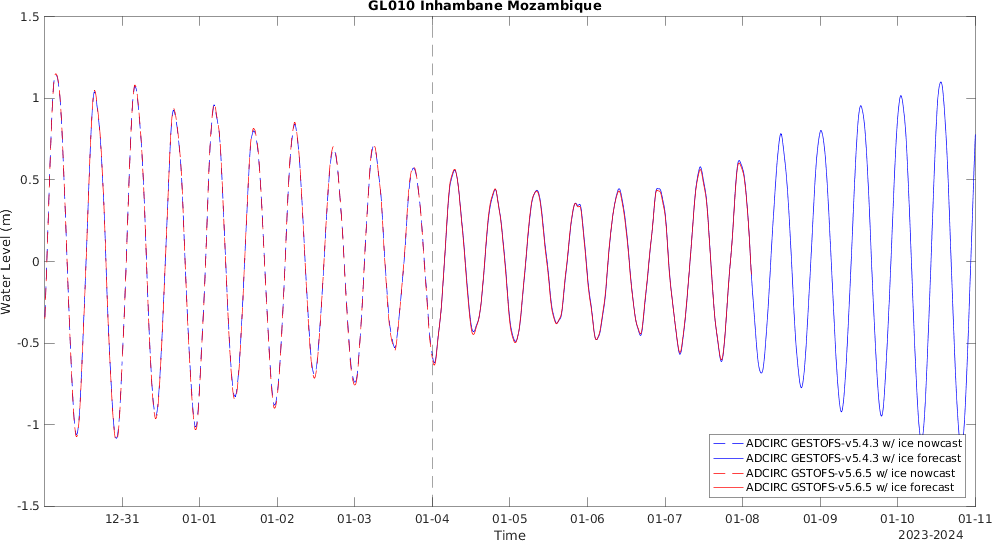 GL010 Inhambane Mozambique
1.5
1
0.5
0
-0.5
-1
-1.5
Water Level (m)
12-31
01-01
01-02
01-03
01-04
01-05
01-06
01-07
01-08
01-09
01-10
01-11
Time
2023-2024
ADCIRC GESTOFS-v5.4.3 w/ ice nowcast
ADCIRC GESTOFS-v5.4.3 w/ ice forecast
ADCIRC GSTOFS-v5.6.5 w/ ice nowcast
ADCIRC GSTOFS-v5.6.5 w/ ice forecast